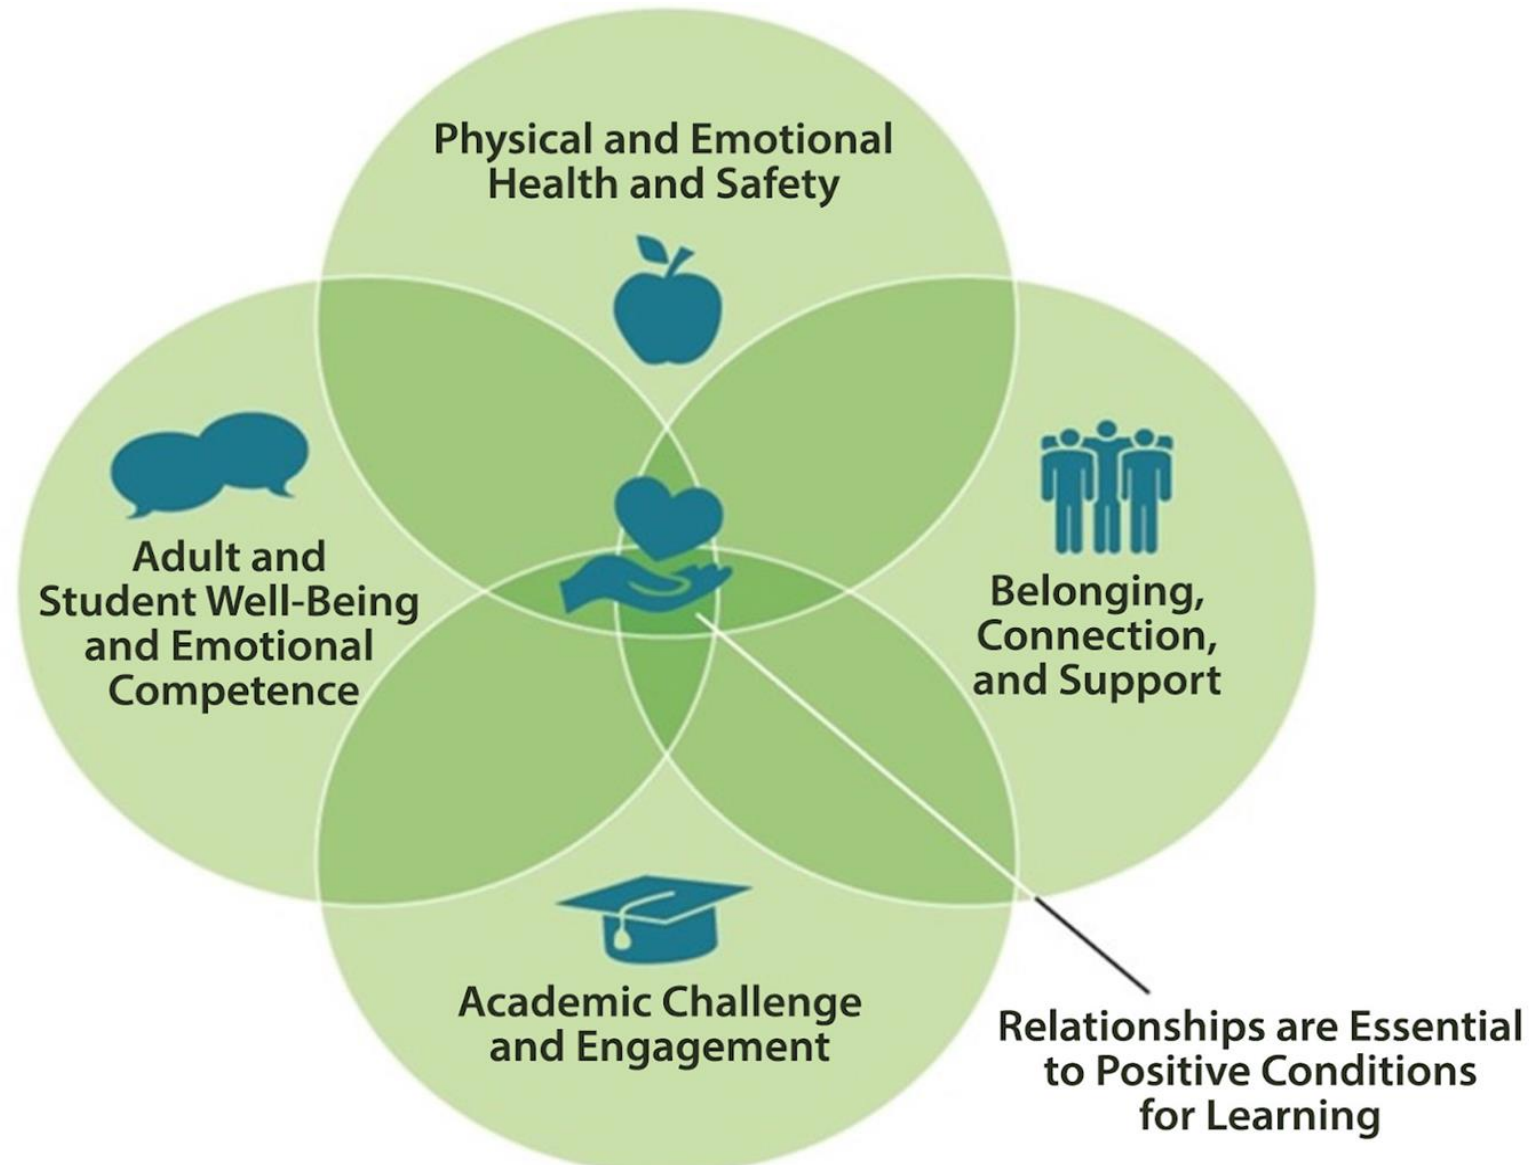 Physical and Emotional
Health and Safety
Adult and
Student Well-Being
and Emotional
Competence
Belonging,
Connection,
and Support
Academic Challenge
and Engagement
Relationships are Essential
to Positive Conditions
for Learning